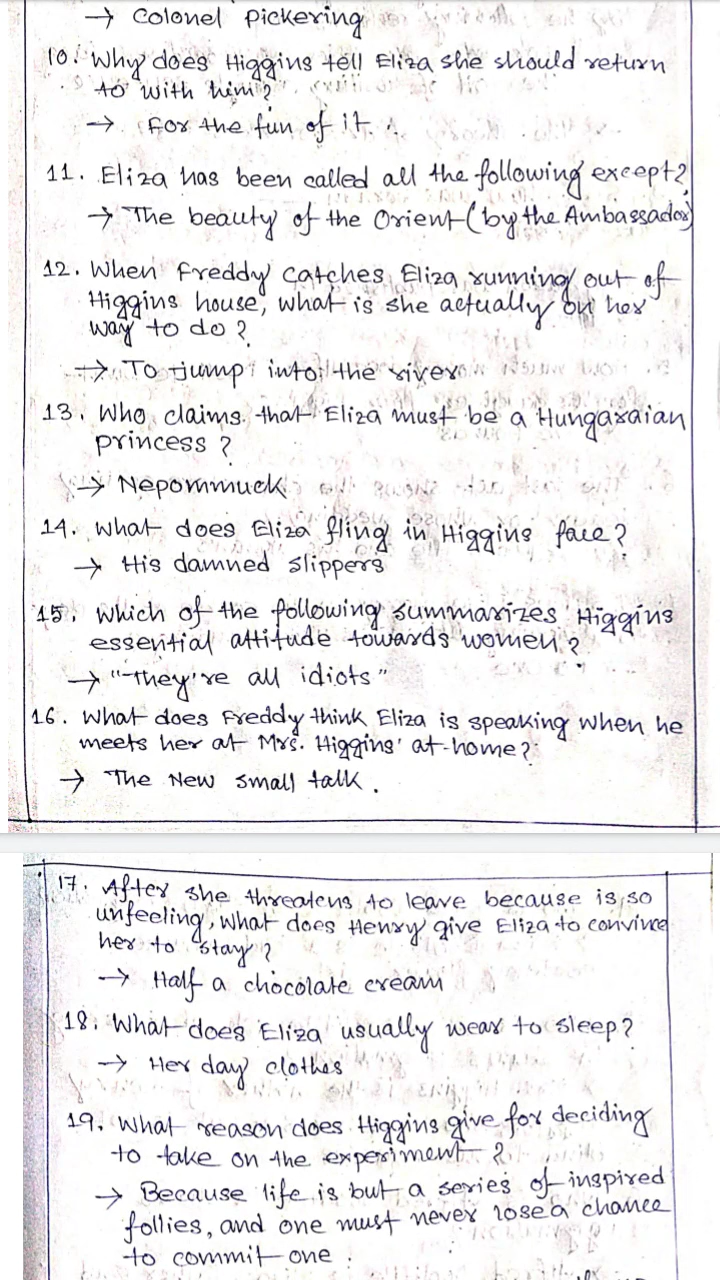 → Colonel Pickering
10. Why does Higgins tell Eliza she should return
to with him?
→ For the fun of it.
11. Eliza has been called all the following except?
→ The beauty of the Orient (by the Ambassador)
12. When Freddy catches Eliza running out of
Higgins house, what is she actually on her
way to do?
→ To jump into the river
13. Who claims that Eliza must be a Hungaraian
princess?
→ Nepommuck
14. What does Eliza fling in Higgins face?
→ His damned slippers
15. Which of the following summarizes Higgins
essential attitude towards women?
→ "They're all idiots"
16. What does Freddy think Eliza is speaking when he
meets her at Mrs. Higgins' at-home?
→ The New small talk.
17. After she threatens to leave because is so
unfeeling, what does Henry give Eliza to convince
her to stay?
→ Half a chocolate cream
18. What does Eliza usually wear to sleep?
→ Her day clothes
19. What reason does Higgins give for deciding
to take on the experiment?
→ Because life is but a series of inspired
follies, and one must never lose a chance
to commit one.